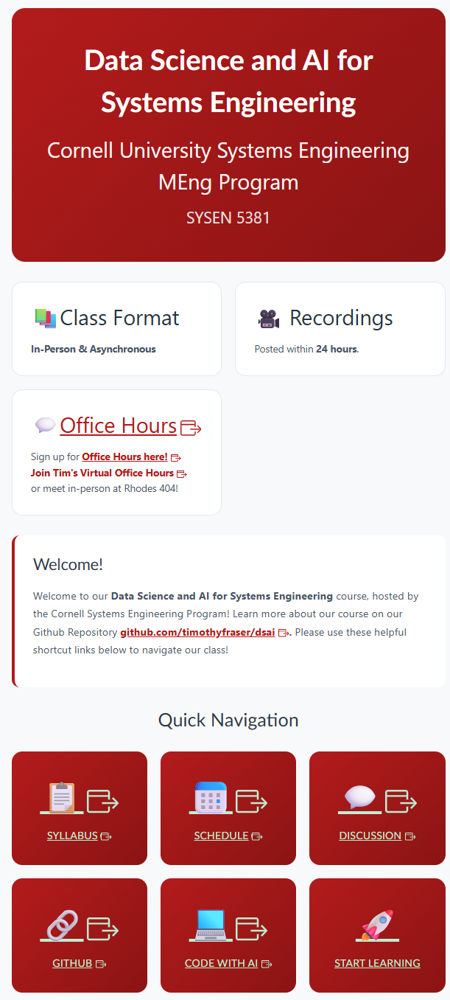 Data Science and AI for
Systems Engineering
Cornell University Systems Engineering
MEng Program
SYSEN 5381
Class Format
In-Person & Asynchronous
Recordings
Posted within 24 hours.
Office Hours
Sign up for Office Hours here!
Join Tim's Virtual Office Hours
or meet in-person at Rhodes 404!
Welcome!
Welcome to our Data Science and AI for Systems Engineering course, hosted by
the Cornell Systems Engineering Program! Learn more about our course on our
Github Repository github.com/timothyfraser/dsai. Please use these helpful
shortcut links below to navigate our class!
Quick Navigation
SYLLABUS
SCHEDULE
DISCUSSION
GITHUB
CODE WITH AI
START LEARNING